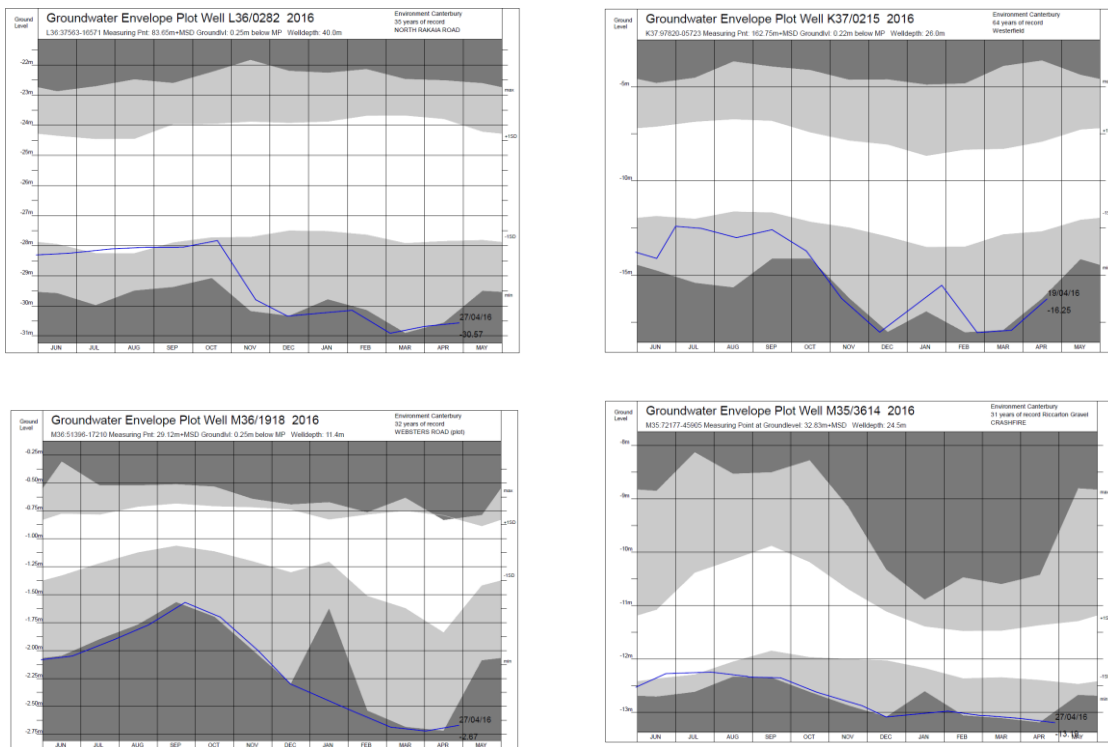 Ground
Level
Groundwater Envelope Plot Well L36/0282 2016
Environment Canterbury
35 years of record
NORTH RAKAIA ROAD
L36:37563-16571 Measuring Pnt: 83.65m+MSD Groundlvl: 0.25m below MP Welldepth: 40.0m
-22m
-23m
-24m
-25m
-26m
-27m
-28m
-29m
-30m
-31m
max
+1SD
-1SD
min
27/04/16
-30.57
JUN JUL AUG SEP OCT NOV DEC JAN FEB MAR APR MAY
Ground
Level
Groundwater Envelope Plot Well K37/0215 2016
Environment Canterbury
64 years of record
Westerfield
K37:97820-05723 Measuring Pnt: 162.75m+MSD Groundlvl: 0.22m below MP Welldepth: 26.0m
-5m
-10m
-15m
19/04/16
-16.25
JUN JUL AUG SEP OCT NOV DEC JAN FEB MAR APR MAY
Ground
Level
Groundwater Envelope Plot Well M36/1918 2016
Environment Canterbury
32 years of record
WEBSTERS ROAD (pilot)
M36:51396-17210 Measuring Pnt: 29.12m+MSD Groundlvl: 0.25m below MP Welldepth: 11.4m
-0.25m
-0.50m
-0.75m
-1.00m
-1.25m
-1.50m
-1.75m
-2.00m
-2.25m
-2.50m
-2.75m
max
+1SD
-1SD
min
27/04/16
-2.67
JUN JUL AUG SEP OCT NOV DEC JAN FEB MAR APR MAY
Ground
Level
Groundwater Envelope Plot Well M35/3614 2016
Environment Canterbury
31 years of record Riccarton Gravel
CRASHFIRE
M35:72177-45905 Measuring Point at Groundlevel: 32.83m+MSD Welldepth: 24.5m
-8m
-9m
-10m
-11m
-12m
-13m
27/04/16
JUN JUL AUG SEP OCT NOV DEC JAN FEB MAR APR MAY